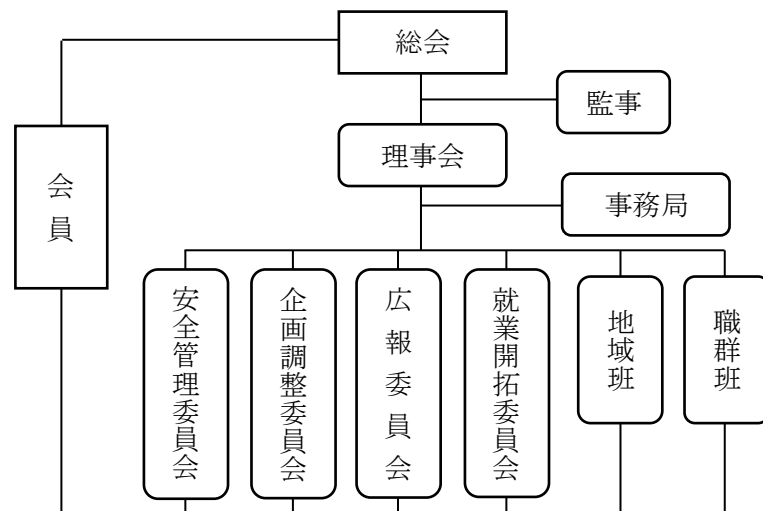 総会
監事
理事会
会員
事務局
安全管理委員会
企画調整委員会
広報委員会
就業開拓委員会
地域班
職群班